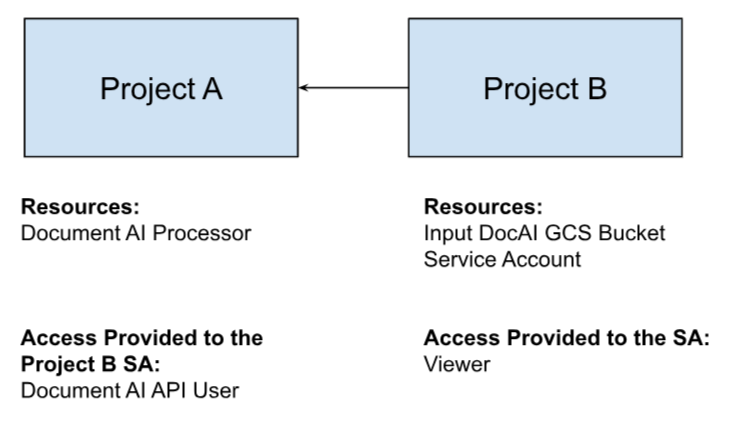 Project A
Project B
Resources:
Document AI Processor
Resources:
Input DocAI GCS Bucket
Service Account
Access Provided to the
Project B SA:
Document AI API User
Access Provided to the SA:
Viewer